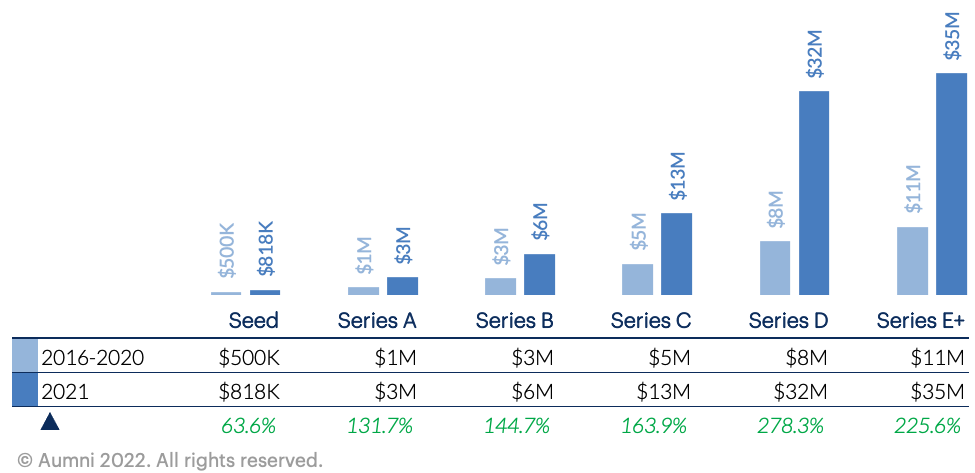 $500K $818K $1M $3M $3M $6M $5M $13M $8M $32M $11M $35M
Seed Series A Series B Series C Series D Series E+
2016-2020 $500K $1M $3M $5M $8M $11M
2021 $818K $3M $6M $13M $32M $35M
▲ 63.6% 131.7% 144.7% 163.9% 278.3% 225.6%
© Aumni 2022. All rights reserved.